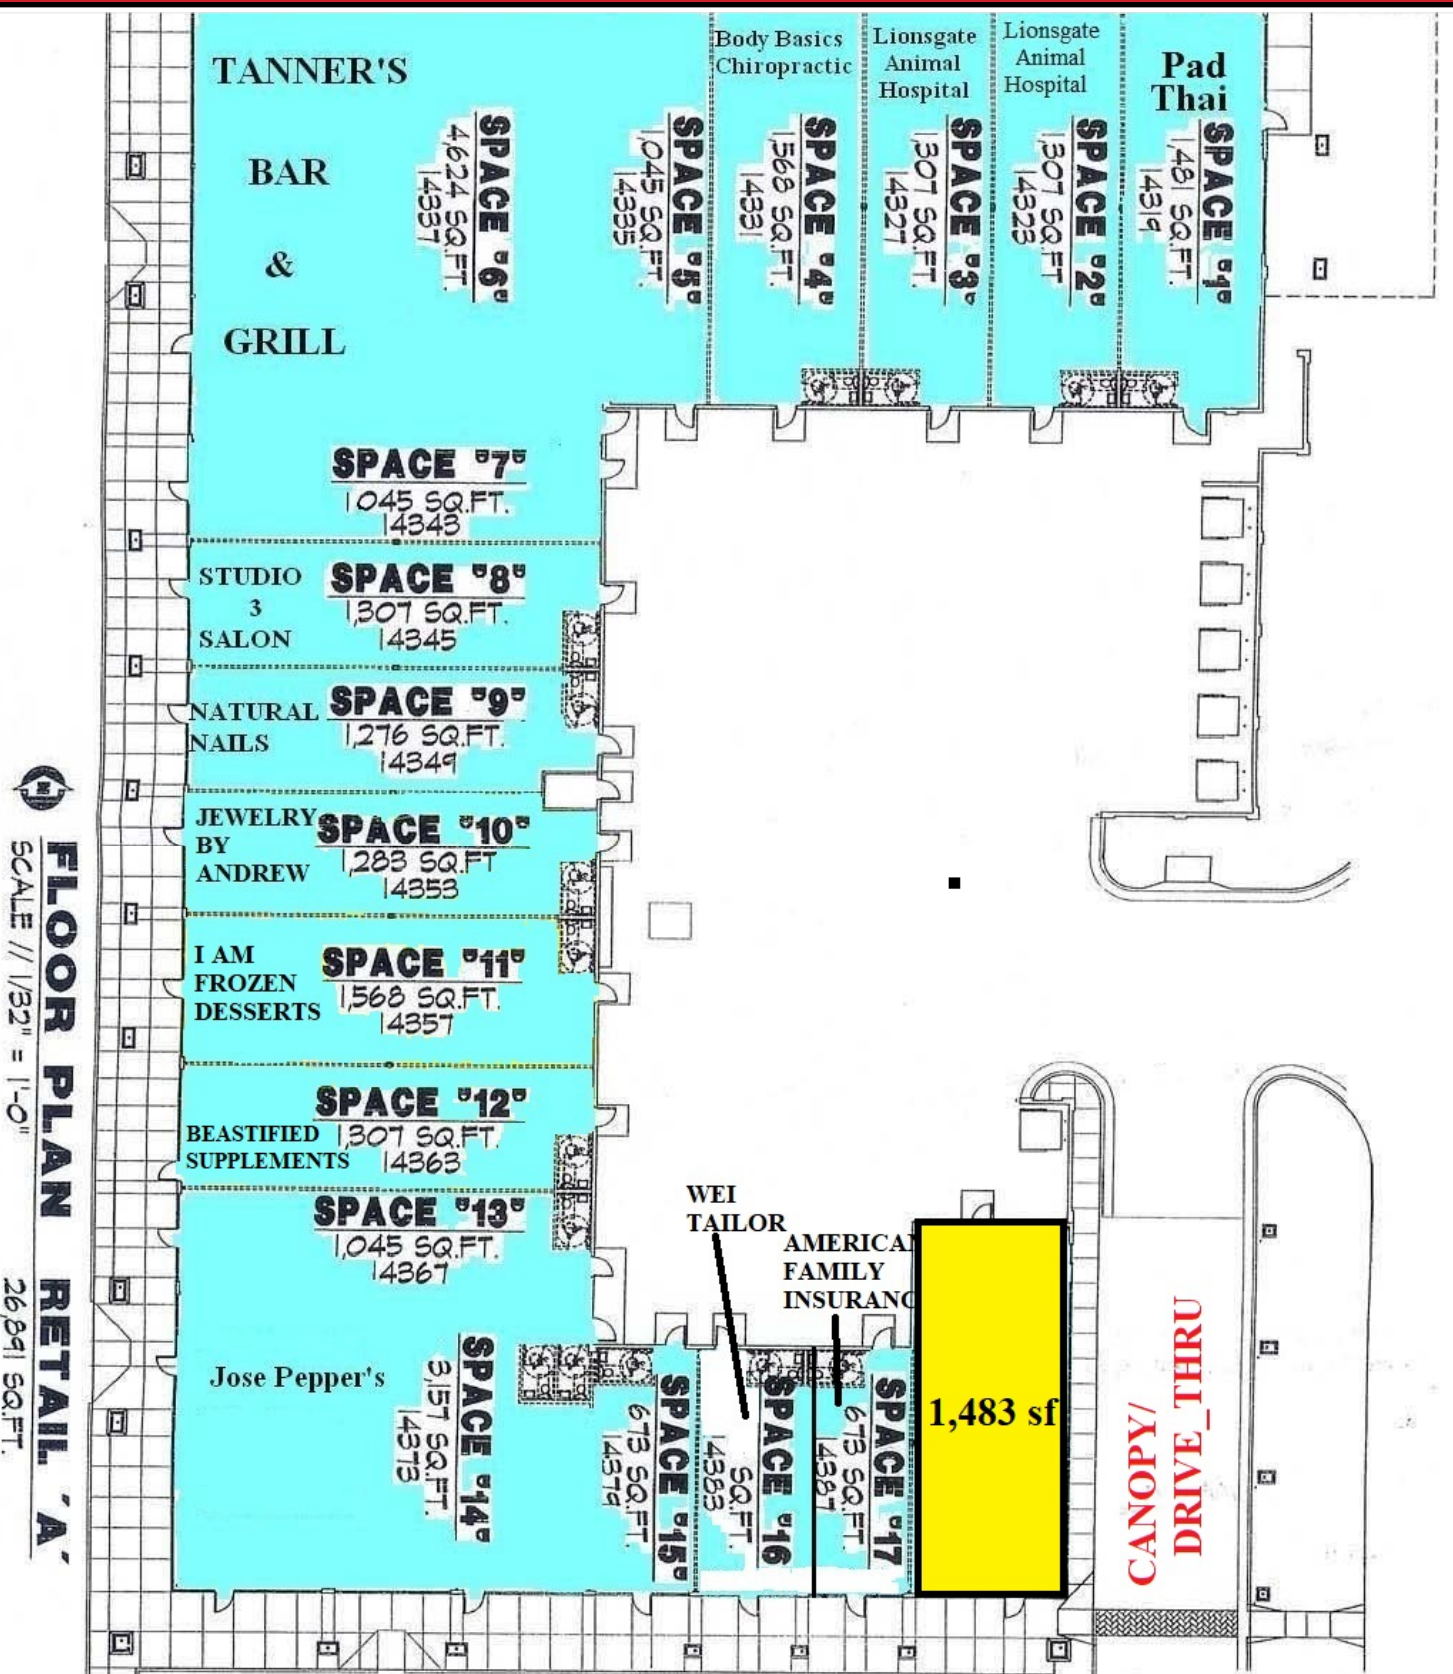 TANNER'S
BAR
&
GRILL
SPACE "6"
4,624 SQ.FT.
14337
SPACE "5"
1,045 SQ.FT.
14335
Body Basics
Chiropractic
SPACE "4"
1,568 SQ.FT.
14331
Lionsgate
Animal
Hospital
SPACE "3"
1,307 SQ.FT.
14327
Lionsgate
Animal
Hospital
SPACE "2"
1,307 SQ.FT
14323
Pad
Thai
SPACE "1"
1,481 SQ.FT.
14319
SPACE "7"
1045 SQ.FT.
14343
STUDIO
3
SALON
SPACE "8"
1,307 SQ.FT.
14345
NATURAL
NAILS
SPACE "9"
1,276 SQ.FT.
14349
JEWELRY
BY
ANDREW
SPACE "10"
1,283 SQ.FT
14353
I AM
FROZEN
DESSERTS
SPACE "11"
1,568 SQ.FT.
14357
BEASTIFIED
SUPPLEMENTS
SPACE "12"
1,307 SQ.FT.
14363
SPACE "13"
1,045 SQ.FT.
14367
Jose Pepper's
SPACE "14"
3,157 SQ.FT.
14373
SPACE "15"
673 SQ.FT.
14379
WEI
TAILOR
SPACE "16"
SQ.FT.
14383
AMERICAN
FAMILY
INSURANC
SPACE "17"
673 SQ.FT.
14387
1,483 sf
CANOPY/
DRIVE_THRU
N
FLOOR PLAN RETAIL "A"
SCALE // 1/32" = 1'-0"
26,891 SQ.FT.